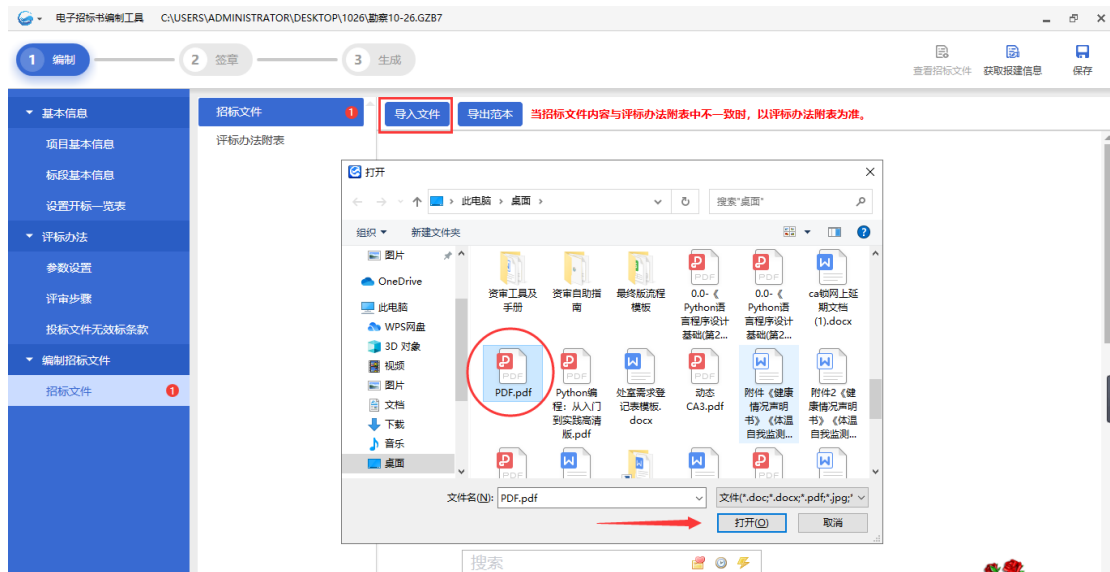 电子招标书编制工具 C:\USERS\ADMINISTRATOR\DESKTOP\1026\勘察10-26.GZB7
1 编制
2 签章
3 生成
查看招标文件
获取报建信息
保存
基本信息
项目基本信息
标段基本信息
设置开标一览表
评标办法
参数设置
评审步骤
投标文件无效标条款
编制招标文件
招标文件 1
招标文件 1
评标办法附表
导入文件
导出范本
当招标文件内容与评标办法附表中不一致时，以评标办法附表为准。
打开
此电脑 › 桌面 ›
搜索"桌面"
组织
新建文件夹
图片
OneDrive
此电脑
WPS网盘
3D 对象
视频
图片
文档
下载
音乐
桌面
资审工具及
手册
资审自助指
南
最终版流程
模板
PDF
0.0-《
Python语
言程序设计
基础(第2...
PDF
0.0-《
Python语
言程序设计
基础(第2...
ca锁网上延
期文档
(1).docx
PDF
PDF.pdf
PDF
Python编
程：从入门
到实践高清
版.pdf
处室需求登
记表模板.
docx
PDF
动态
CA3.pdf
附件《健康
情况声明
书》《体温
自我监测...
附件2《健
康情况声明
书》《体温
自我监测...
PDF
PDF
文件名(N): PDF.pdf
文件(*.doc;*.docx;*.pdf;*.jpg;*
打开(O)
取消
搜索